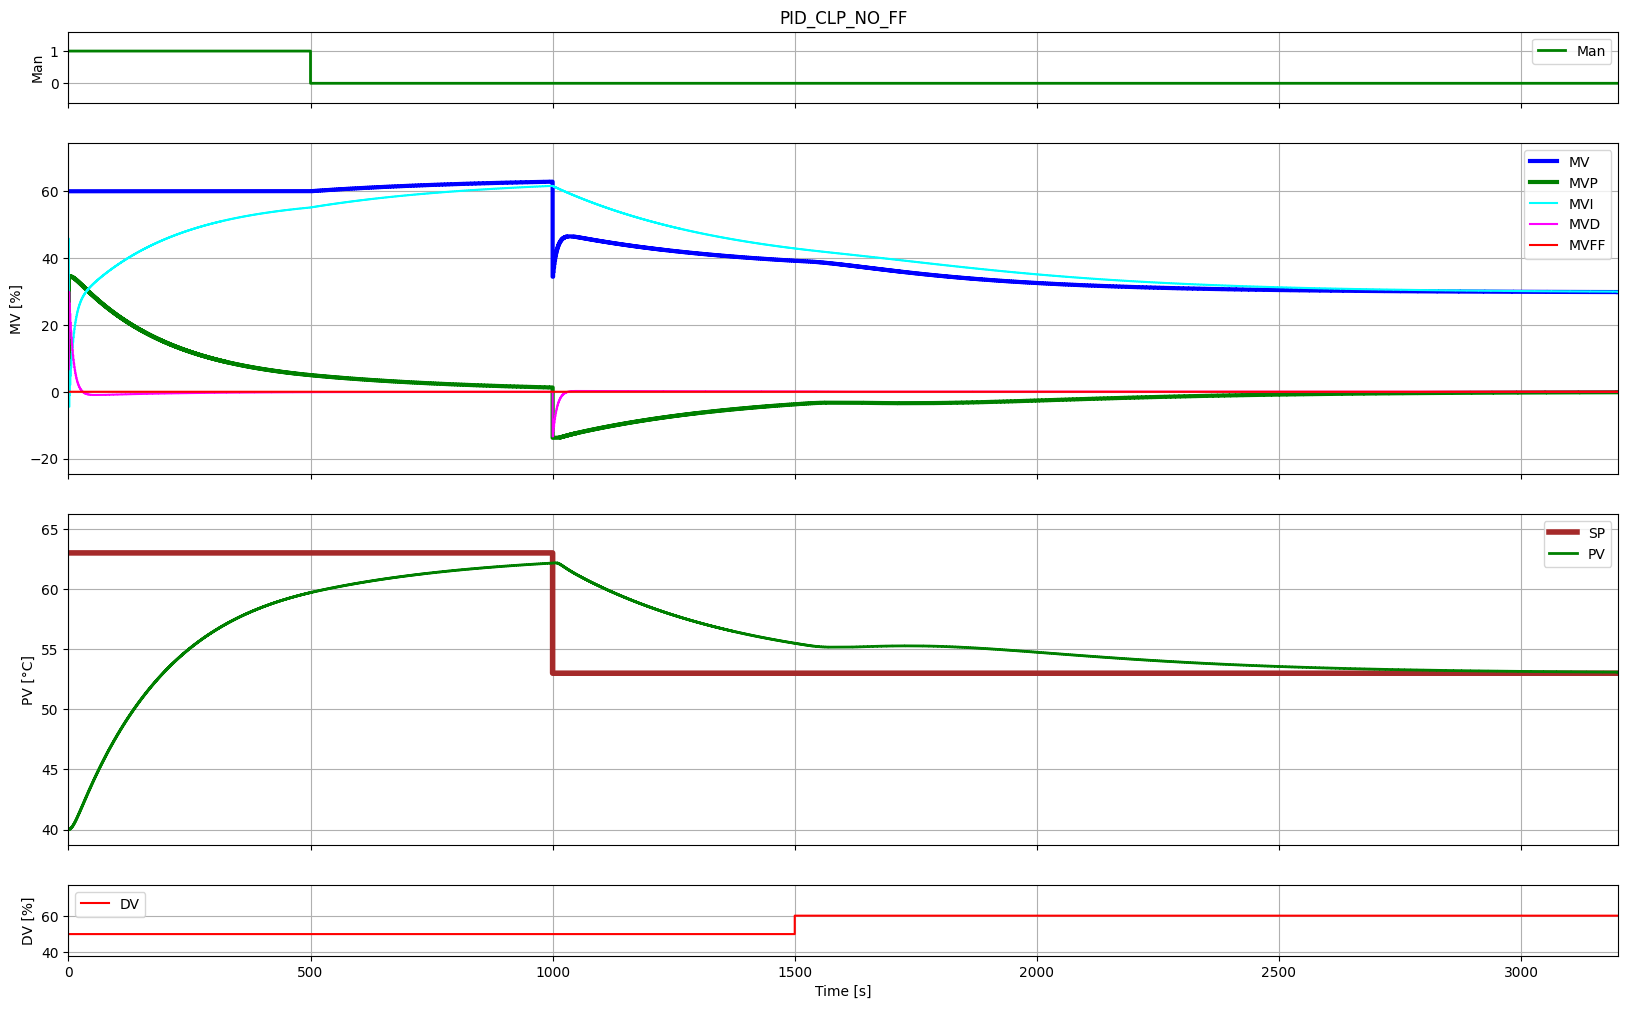 PID_CLP_NO_FF
Man
1
0
Man
MV [%]
60
40
20
0
−20
MV
MVP
MVI
MVD
MVFF
PV [°C]
65
60
55
50
45
40
SP
PV
DV [%]
60
40
DV
0 500 1000 1500 2000 2500 3000
Time [s]